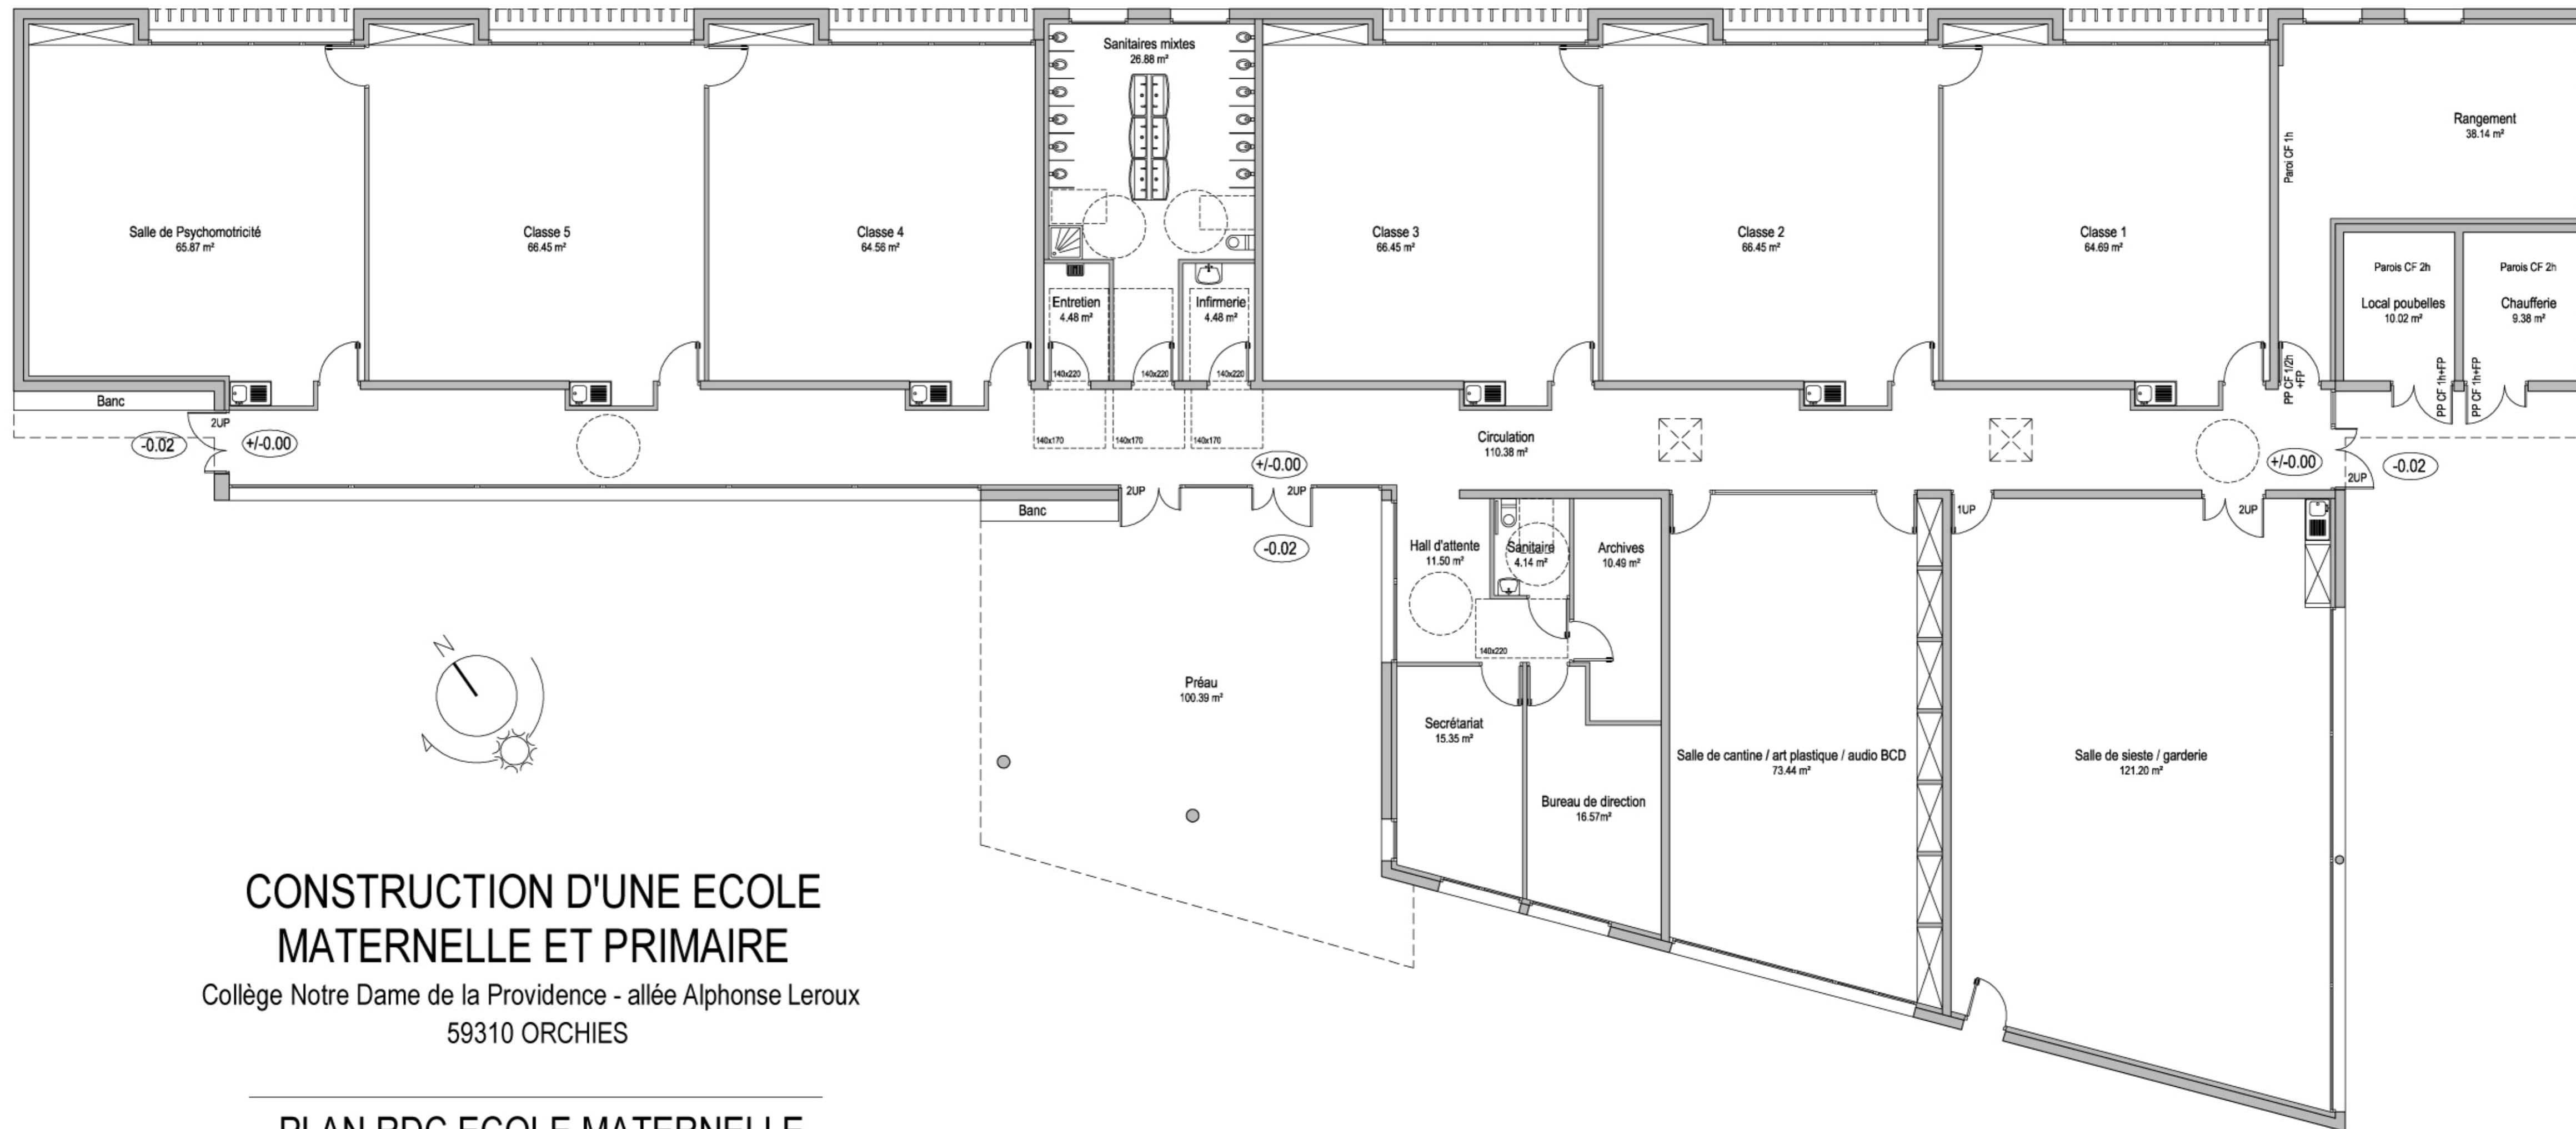 Sanitaires mixtes
26.88 m²
Rangement
38.14 m²
Paroi CF 1h
Salle de Psychomotricité
65.87 m²
Classe 5
66.45 m²
Classe 4
64.56 m²
Classe 3
66.45 m²
Classe 2
66.45 m²
Classe 1
64.69 m²
Parois CF 2h
Local poubelles
10.02 m²
Parois CF 2h
Chaufferie
9.38 m²
Entretien
4.48 m²
Infirmerie
4.48 m²
140x220
140x220
140x220
PP CF 1/2h
+FP
PP CF 1h+FP
PP CF 1h+FP
Banc
2UP
-0.02
+/-0.00
140x170
140x170
140x170
Circulation
110.38 m²
+/-0.00
+/-0.00
-0.02
2UP
2UP
2UP
Banc
1UP
2UP
-0.02
Hall d'attente
11.50 m²
Sanitaire
4.14 m²
Archives
10.49 m²
140x220
N
Préau
100.39 m²
Secrétariat
15.35 m²
Salle de cantine / art plastique / audio BCD
73.44 m²
Salle de sieste / garderie
121.20 m²
Bureau de direction
16.57m²
CONSTRUCTION D'UNE ECOLE
MATERNELLE ET PRIMAIRE
Collège Notre Dame de la Providence - allée Alphonse Leroux
59310 ORCHIES
PLAN RDC ECOLE MATERNELLE